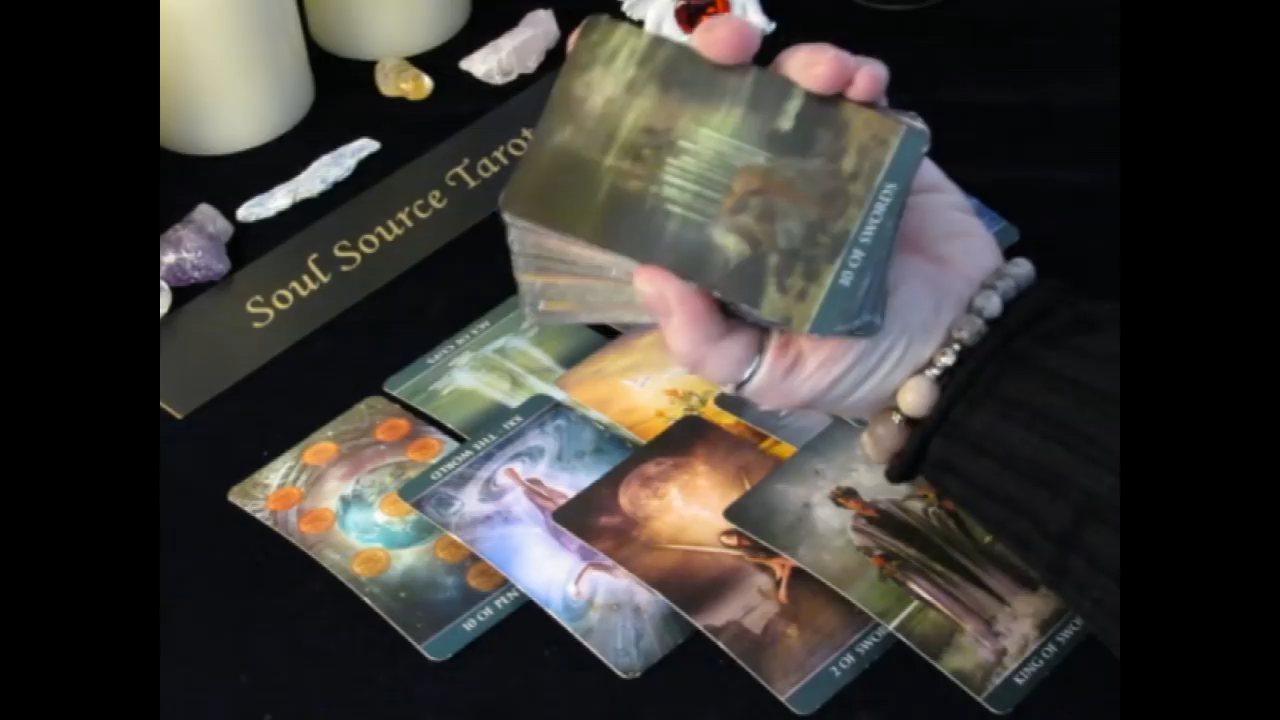 Soul Source Tarot
10 OF SWORDS
ACE OF CUPS
XXI - THE WORLD
10 OF PEN
2 OF SWOR
KING OF SWO